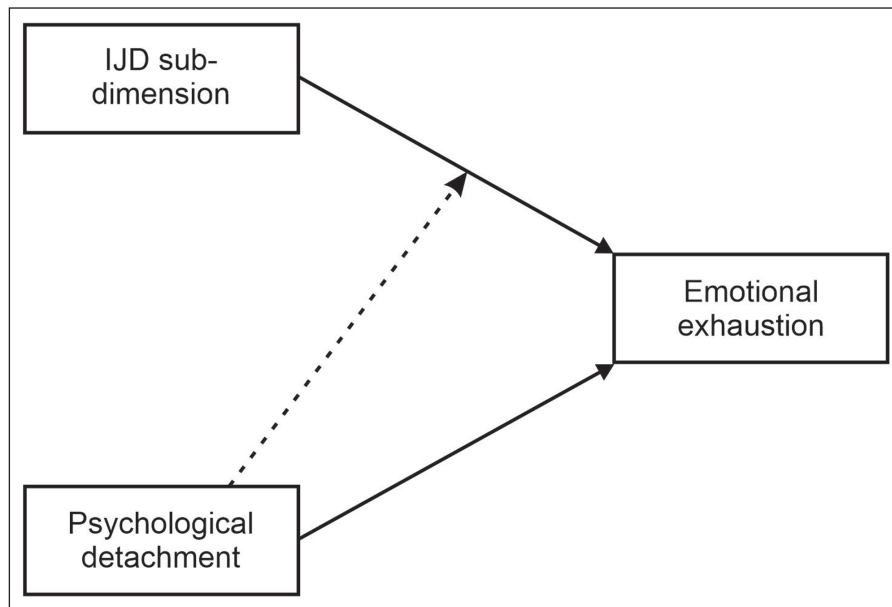 IJD sub-
dimension
Emotional
exhaustion
Psychological
detachment